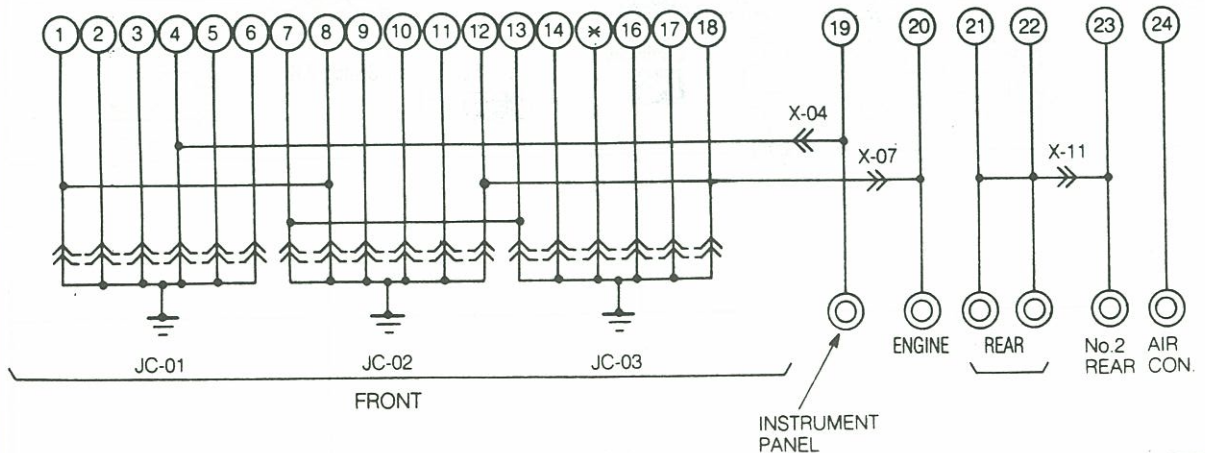 1 2 3 4 5 6 7 8 9 10 11 12 13 14 * 16 17 18 19 20 21 22 23 24
X-04
X-07
X-11
JC-01 JC-02 JC-03
FRONT
INSTRUMENT
PANEL
ENGINE
REAR
No.2
REAR
AIR
CON.